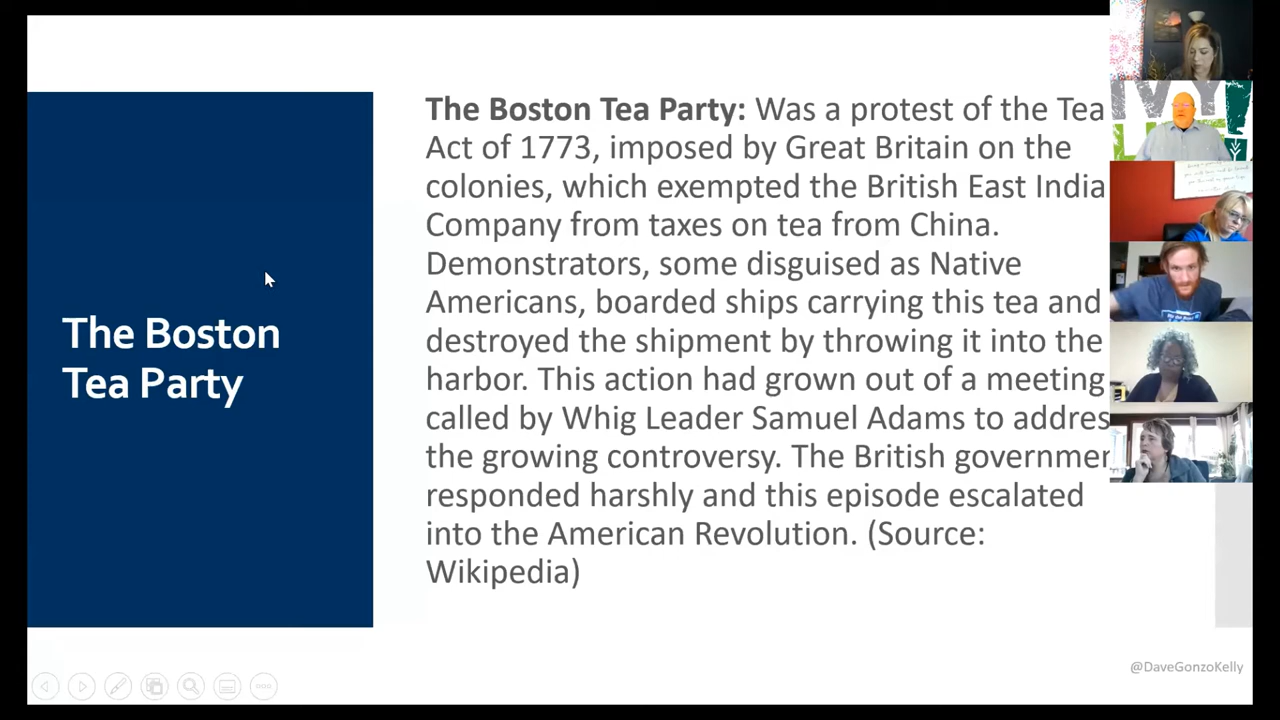 The Boston
Tea Party
The Boston Tea Party: Was a protest of the Tea
Act of 1773, imposed by Great Britain on the
colonies, which exempted the British East India
Company from taxes on tea from China.
Demonstrators, some disguised as Native
Americans, boarded ships carrying this tea and
destroyed the shipment by throwing it into the
harbor. This action had grown out of a meeting
called by Whig Leader Samuel Adams to addres
the growing controversy. The British governmen
responded harshly and this episode escalated
into the American Revolution. (Source:
Wikipedia)
@DaveGonzoKelly